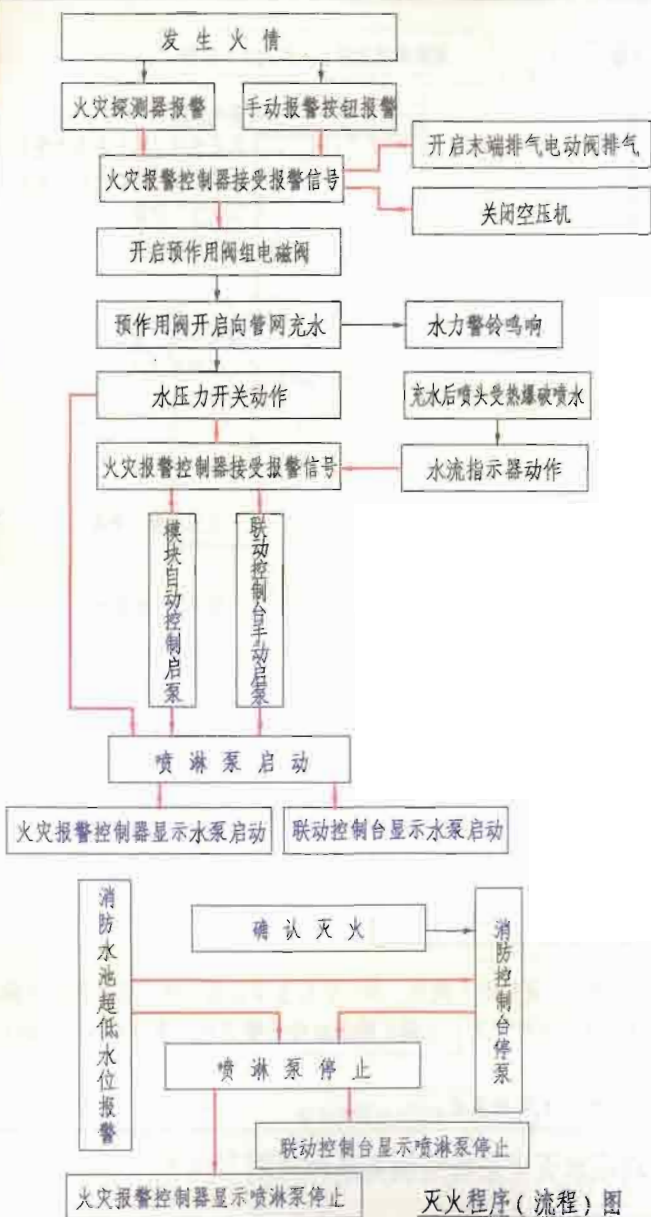 发生火情
火灾探测器报警
手动报警按钮报警
火灾报警控制器接受报警信号
开启末端排气电动阀排气
关闭空压机
开启预作用阀组电磁阀
预作用阀开启向管网充水
水力警铃鸣响
水压力开关动作
充水后喷头受热爆破喷水
火灾报警控制器接受报警信号
水流指示器动作
模块自动控制启泵
联动控制台手动启泵
喷淋泵启动
火灾报警控制器显示水泵启动
联动控制台显示水泵启动
消防水池超低水位报警
确认灭火
消防控制台停泵
喷淋泵停止
联动控制台显示喷淋泵停止
火灾报警控制器显示喷淋泵停止
灭火程序(流程)图